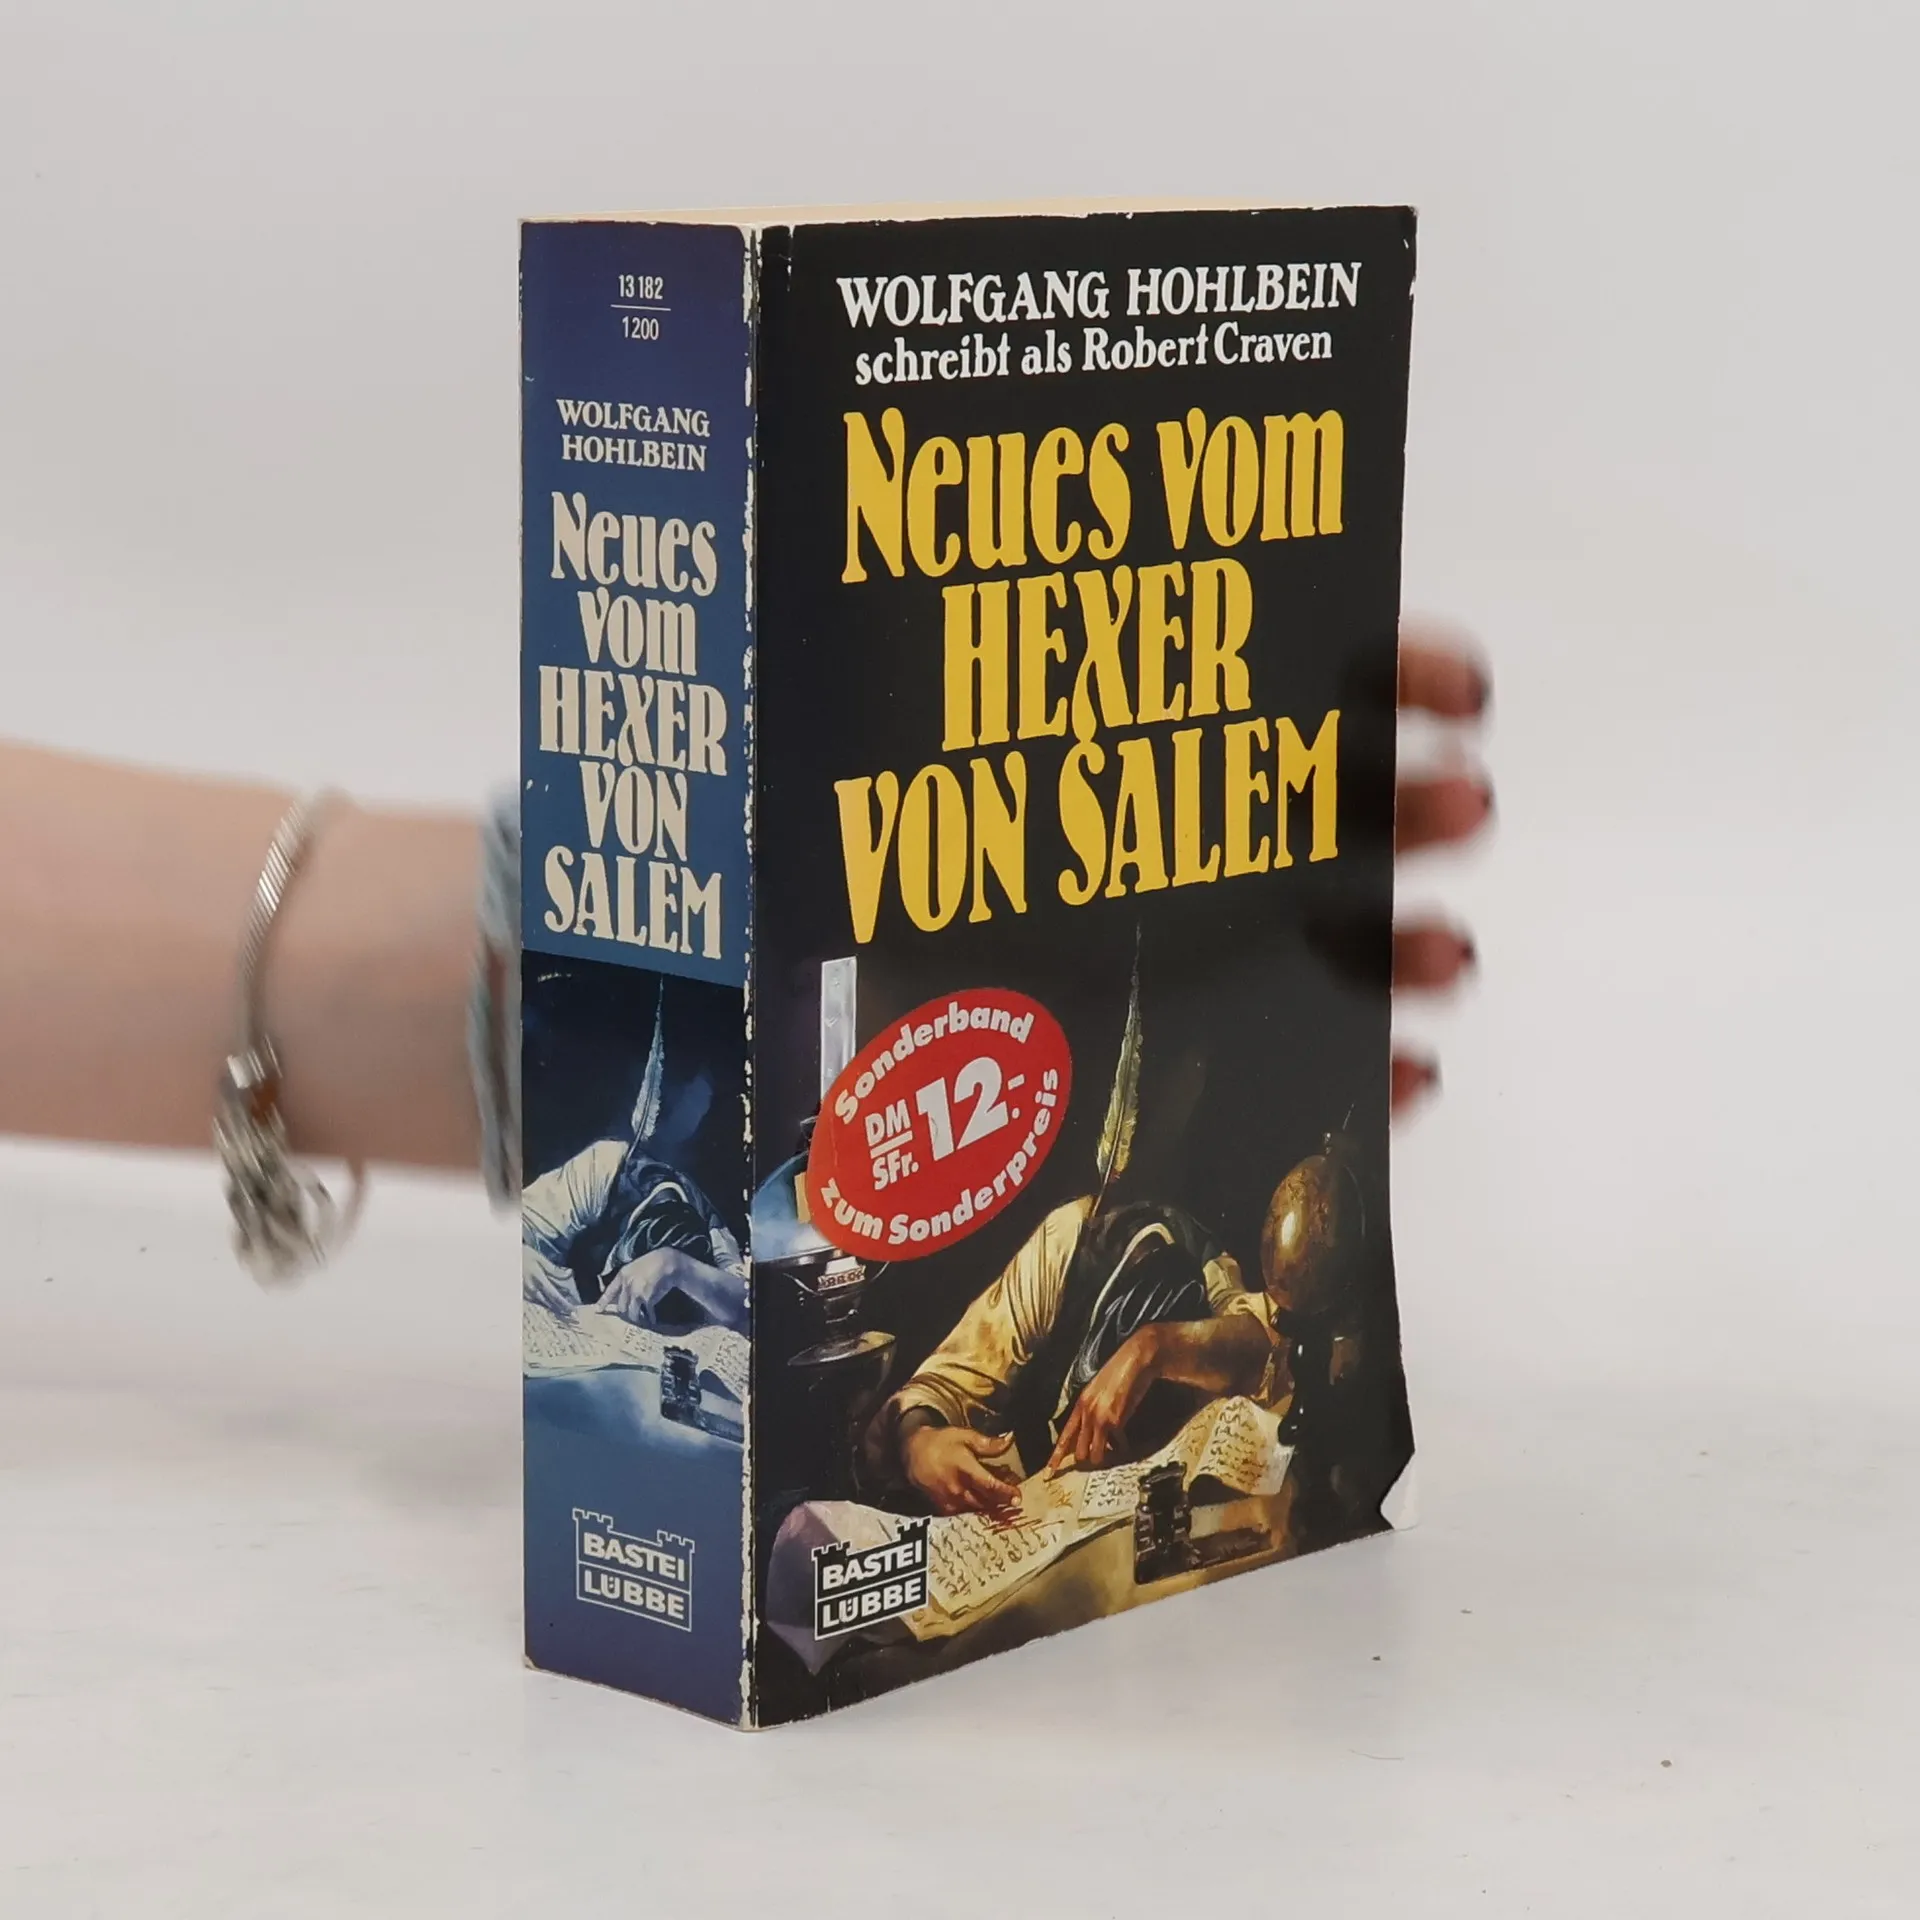 13 182
1200
WOLFGANG
HOHLBEIN
Neues
vom
HEXER
VON
SALEM
BASTEI
LÜBBE
WOLFGANG HOHLBEIN
schreibt als Robert Craven
Neues vom
HEXER
VON SALEM
Sonderband
DM
SFr.
12.-
zum Sonderpreis
BASTEI
LÜBBE